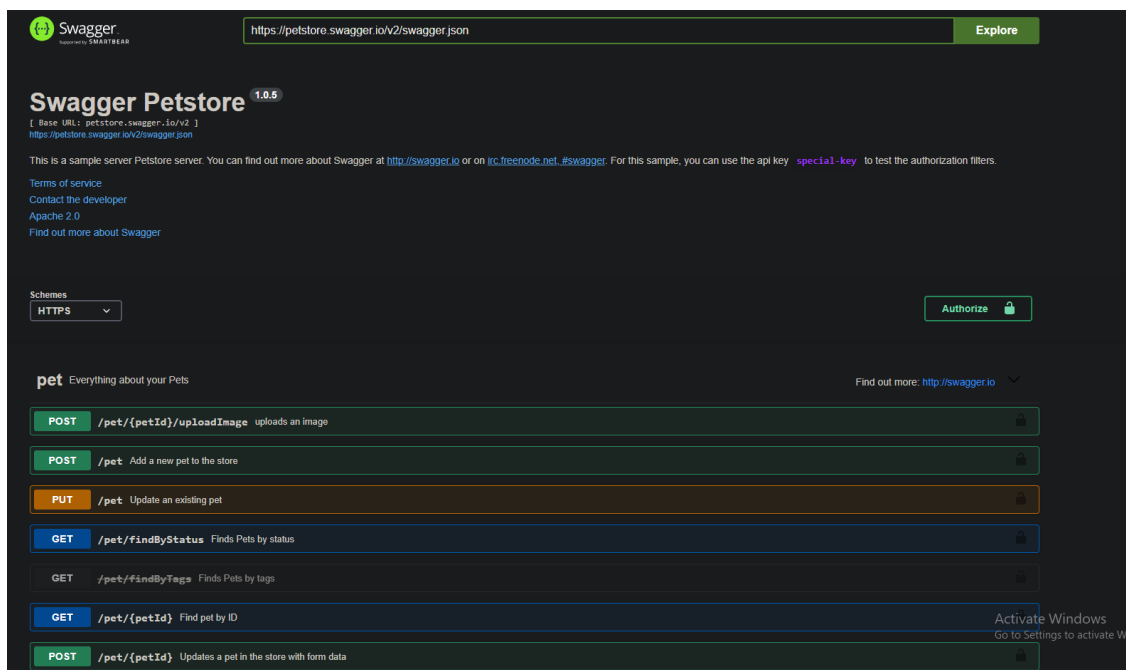 Swagger.
Supported by SMARTBEAR
https://petstore.swagger.io/v2/swagger.json
Explore
Swagger Petstore 1.0.5
[ Base URL: petstore.swagger.io/v2 ]
https://petstore.swagger.io/v2/swagger.json
This is a sample server Petstore server. You can find out more about Swagger at http://swagger.io or on irc.freenode.net, #swagger. For this sample, you can use the api key special-key to test the authorization filters.
Terms of service
Contact the developer
Apache 2.0
Find out more about Swagger
Schemes
HTTPS
Authorize
pet Everything about your Pets
Find out more: http://swagger.io
POST /pet/{petId}/uploadImage uploads an image
POST /pet Add a new pet to the store
PUT /pet Update an existing pet
GET /pet/findByStatus Finds Pets by status
GET /pet/findByTags Finds Pets by tags
GET /pet/{petId} Find pet by ID
POST /pet/{petId} Updates a pet in the store with form data
Activate Windows
Go to Settings to activate W